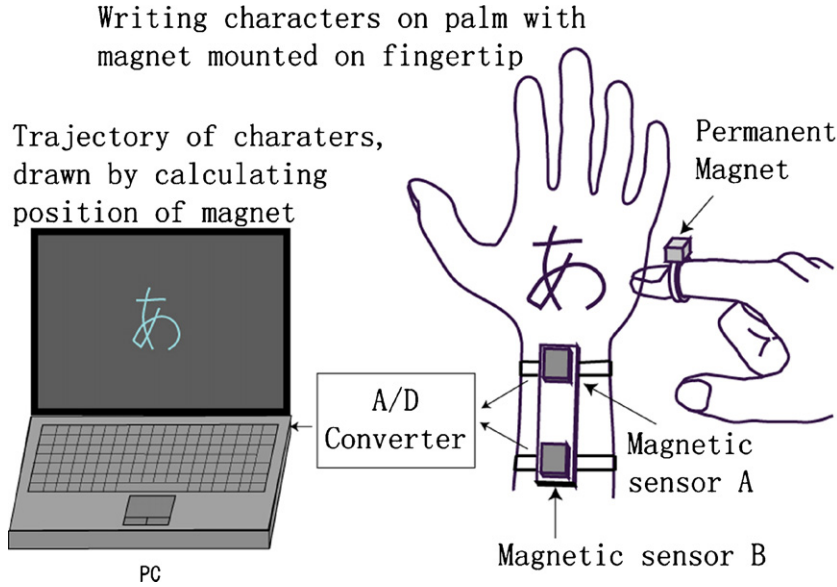 Writing characters on palm with
magnet mounted on fingertip
Trajectory of charaters,
drawn by calculating
position of magnet
Permanent
Magnet
あ
あ
A/D
Converter
Magnetic
sensor A
Magnetic sensor B
PC